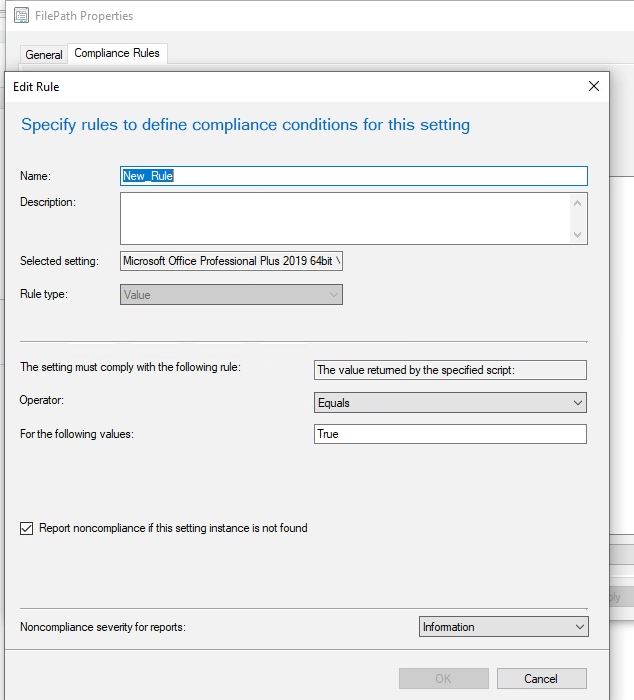 FilePath Properties
General
Compliance Rules
Edit Rule
Specify rules to define compliance conditions for this setting
Name:
New_Rule
Description:
Selected setting:
Microsoft Office Professional Plus 2019 64bit
Rule type:
Value
The setting must comply with the following rule:
The value returned by the specified script:
Operator:
Equals
For the following values:
True
Report noncompliance if this setting instance is not found
Noncompliance severity for reports:
Information
OK
Cancel